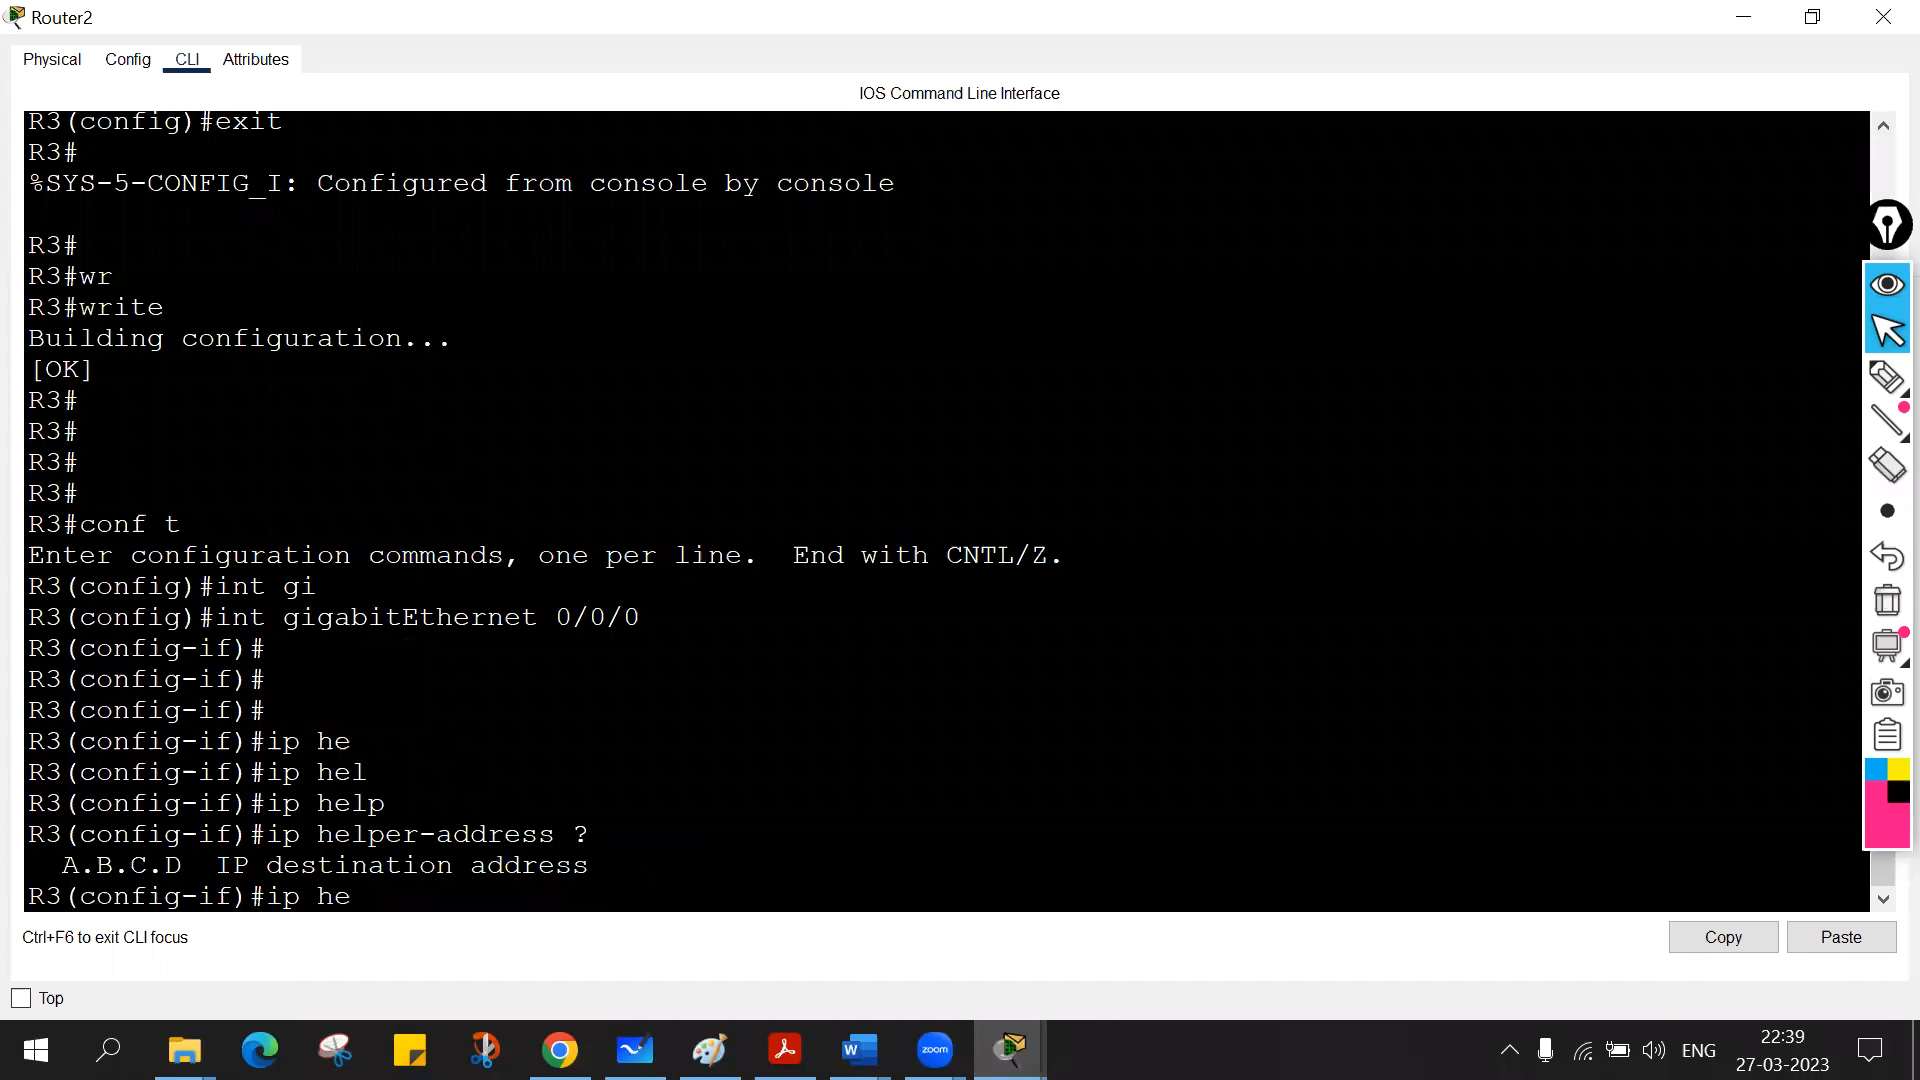 Router2
Physical Config CLI Attributes
IOS Command Line Interface
R3(config)#exit
R3#
%SYS-5-CONFIG_I: Configured from console by console
R3#
R3#wr
R3#write
Building configuration...
[OK]
R3#
R3#
R3#
R3#
R3#conf t
Enter configuration commands, one per line.  End with CNTL/Z.
R3(config)#int gi
R3(config)#int gigabitEthernet 0/0/0
R3(config-if)#
R3(config-if)#
R3(config-if)#
R3(config-if)#ip he
R3(config-if)#ip hel
R3(config-if)#ip help
R3(config-if)#ip helper-address ?
  A.B.C.D  IP destination address
R3(config-if)#ip he
Ctrl+F6 to exit CLI focus
Copy Paste
Top
W zoom ENG 22:39
27-03-2023